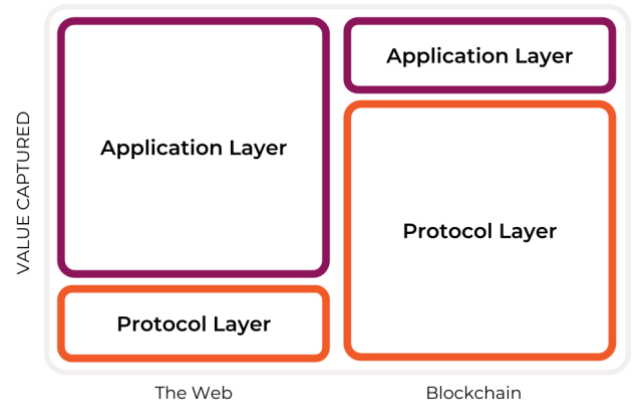 VALUE CAPTURED
Application Layer
Protocol Layer
The Web
Application Layer
Protocol Layer
Blockchain